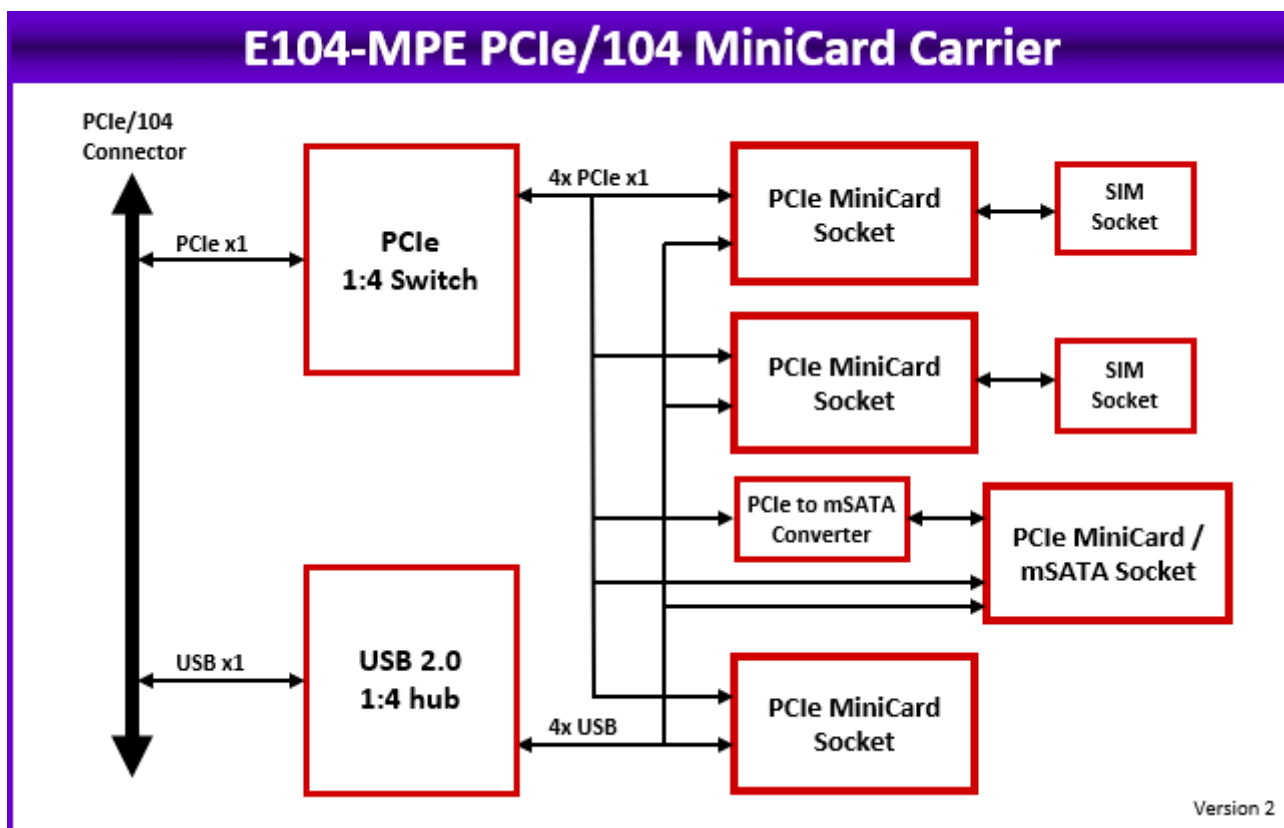 E104-MPE PCIe/104 MiniCard Carrier
PCIe/104
Connector
PCIe x1
PCIe
1:4 Switch
4x PCIe x1
PCIe MiniCard
Socket
SIM
Socket
PCIe MiniCard
Socket
SIM
Socket
PCIe to mSATA
Converter
PCIe MiniCard /
mSATA Socket
USB x1
USB 2.0
1:4 hub
4x USB
PCIe MiniCard
Socket
Version 2